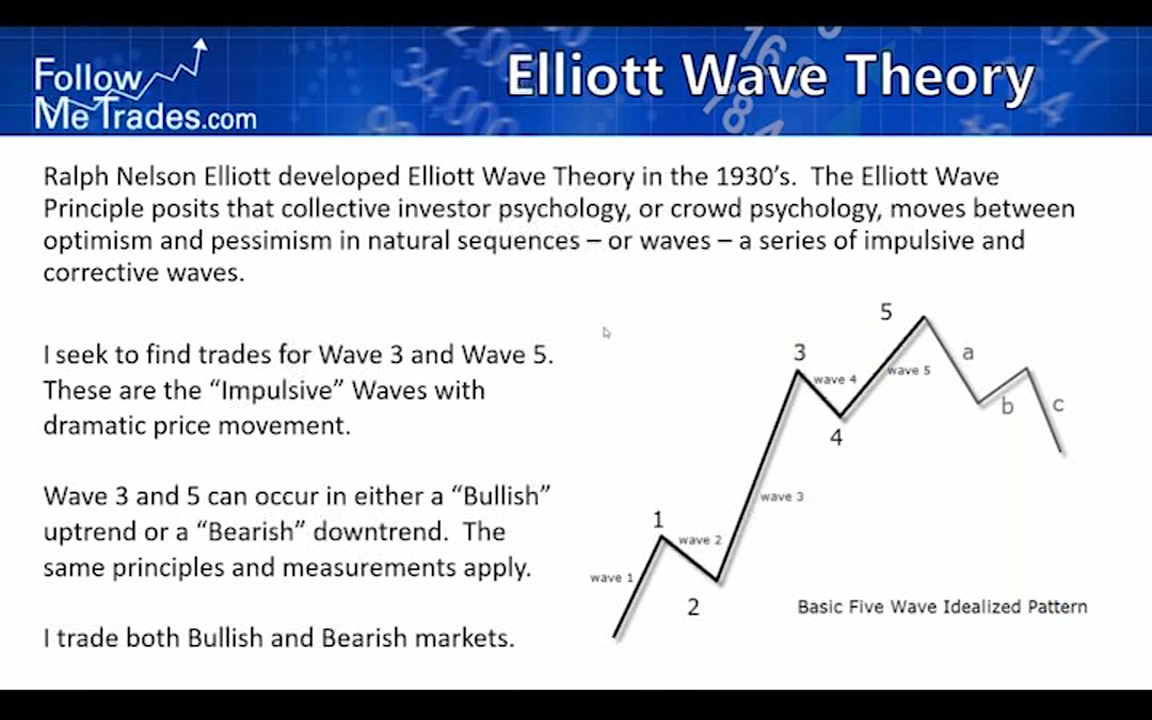 Follow
MeTrades.com
Elliott Wave Theory
Ralph Nelson Elliott developed Elliott Wave Theory in the 1930's. The Elliott Wave
Principle posits that collective investor psychology, or crowd psychology, moves between
optimism and pessimism in natural sequences – or waves – a series of impulsive and
corrective waves.
I seek to find trades for Wave 3 and Wave 5.
These are the “Impulsive” Waves with
dramatic price movement.
Wave 3 and 5 can occur in either a “Bullish”
uptrend or a “Bearish” downtrend. The
same principles and measurements apply.
I trade both Bullish and Bearish markets.
5
3
a
wave 4
wave 5
b
c
4
wave 3
1
wave 2
wave 1
2
Basic Five Wave Idealized Pattern